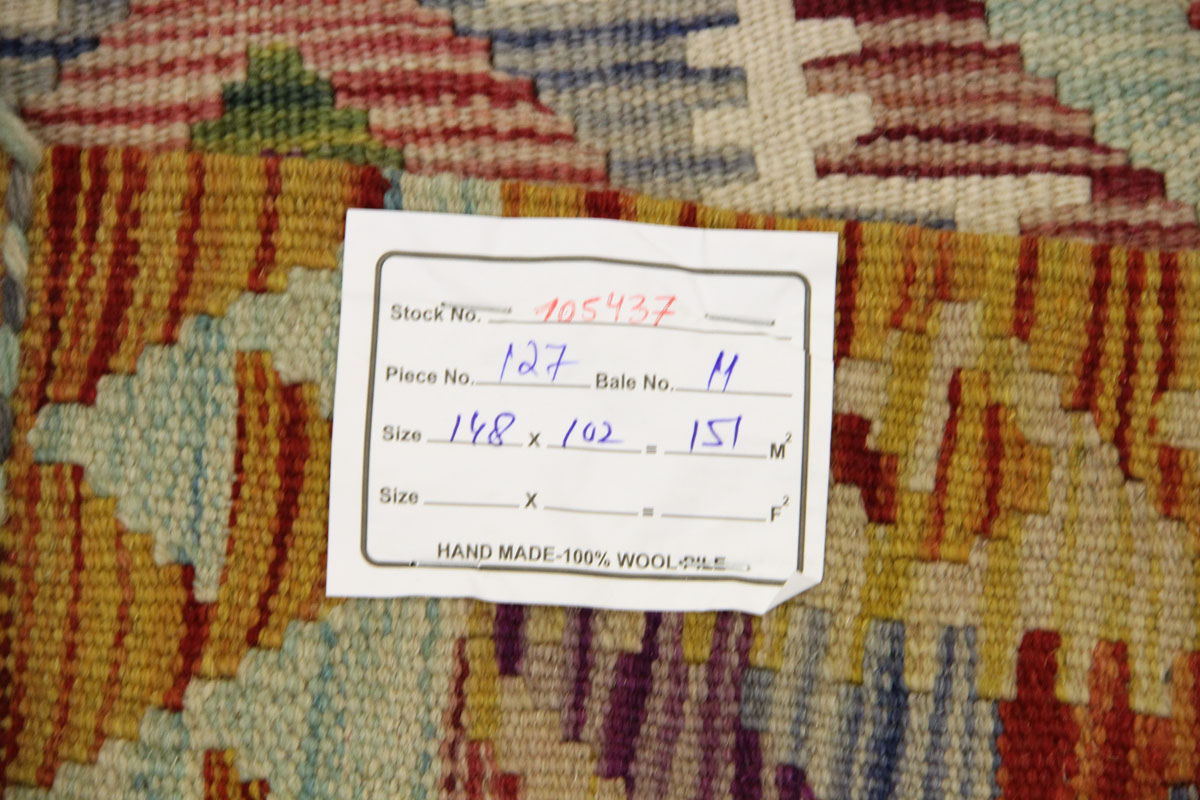 Stock No. 105437
Piece No. 127 Bale No. M
Size 148 X 102 = 151 M²
Size X = F²
HAND MADE-100% WOOL-PILE